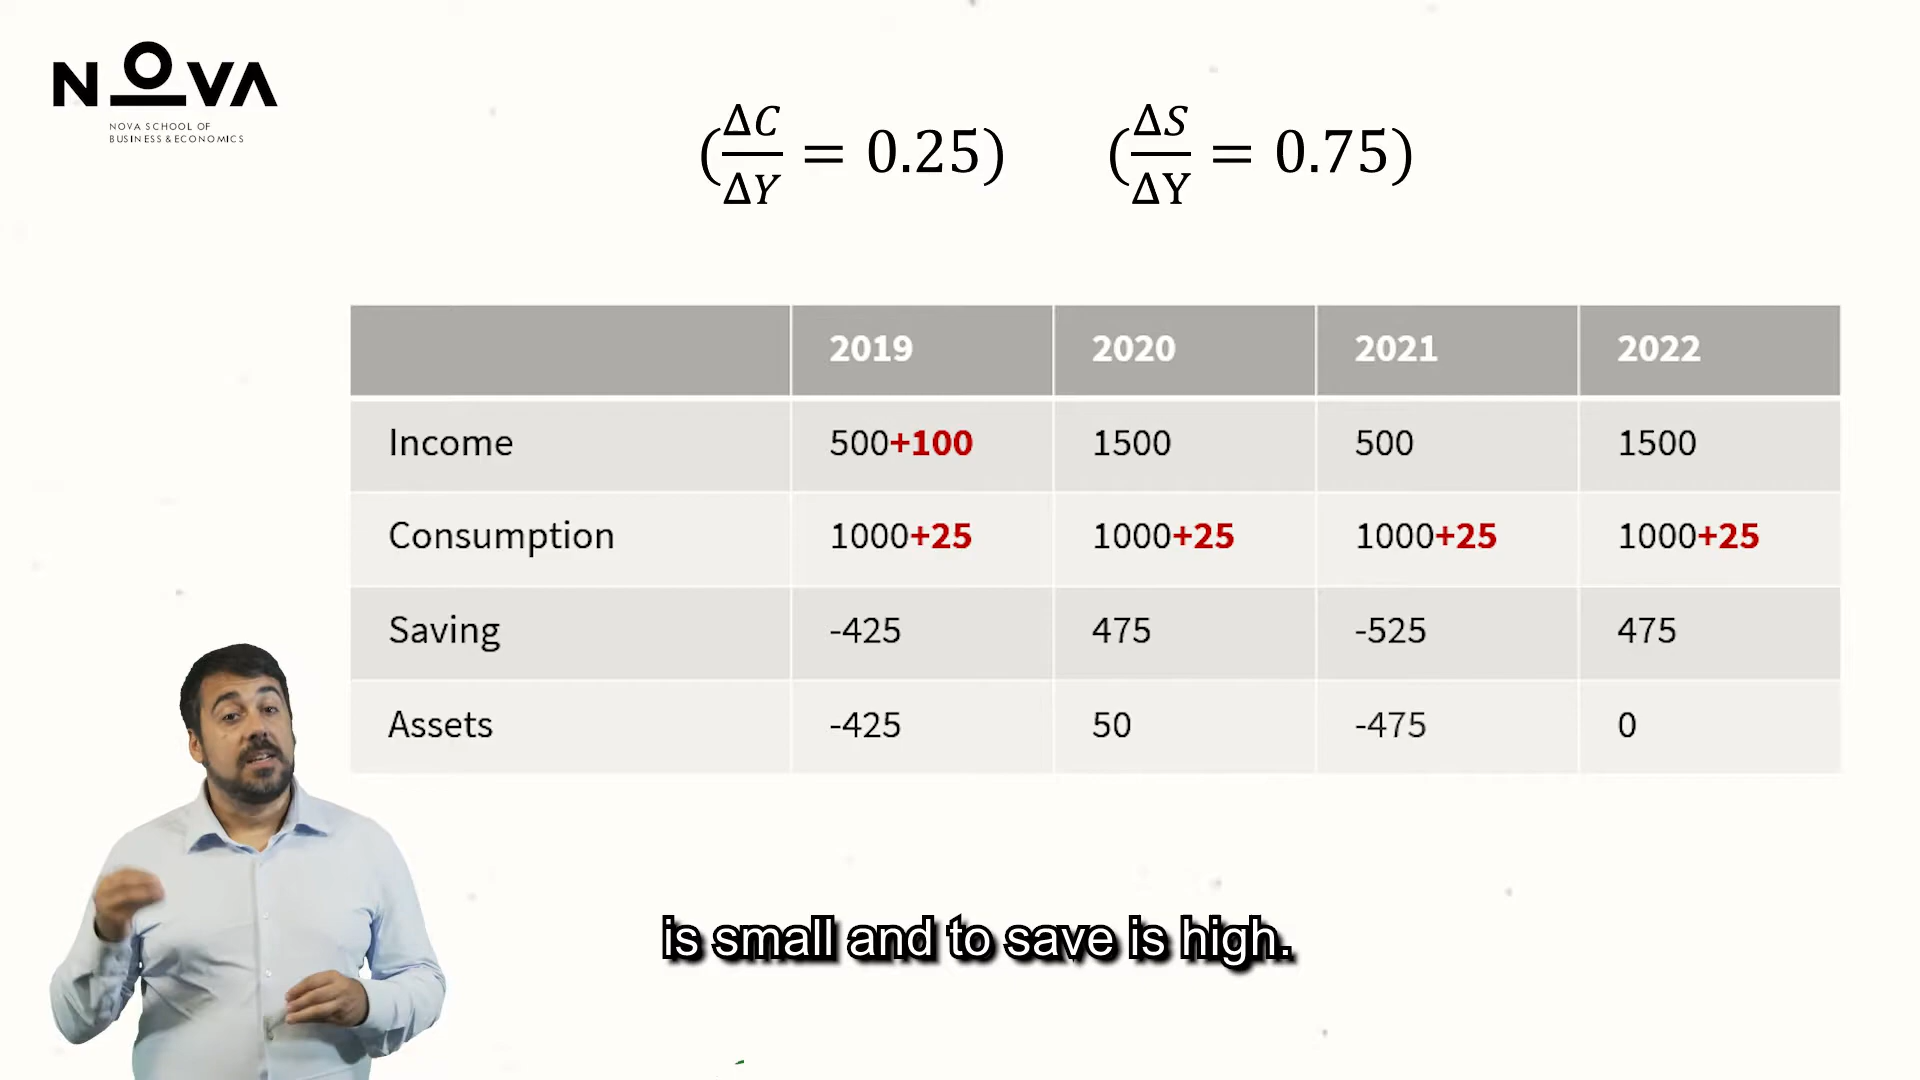 NOVA
NOVA SCHOOL OF
BUSINESS & ECONOMICS
(ΔC/ΔY = 0.25) (ΔS/ΔY = 0.75)
2019 2020 2021 2022
Income 500+100 1500 500 1500
Consumption 1000+25 1000+25 1000+25 1000+25
Saving -425 475 -525 475
Assets -425 50 -475 0
is small and to save is high.